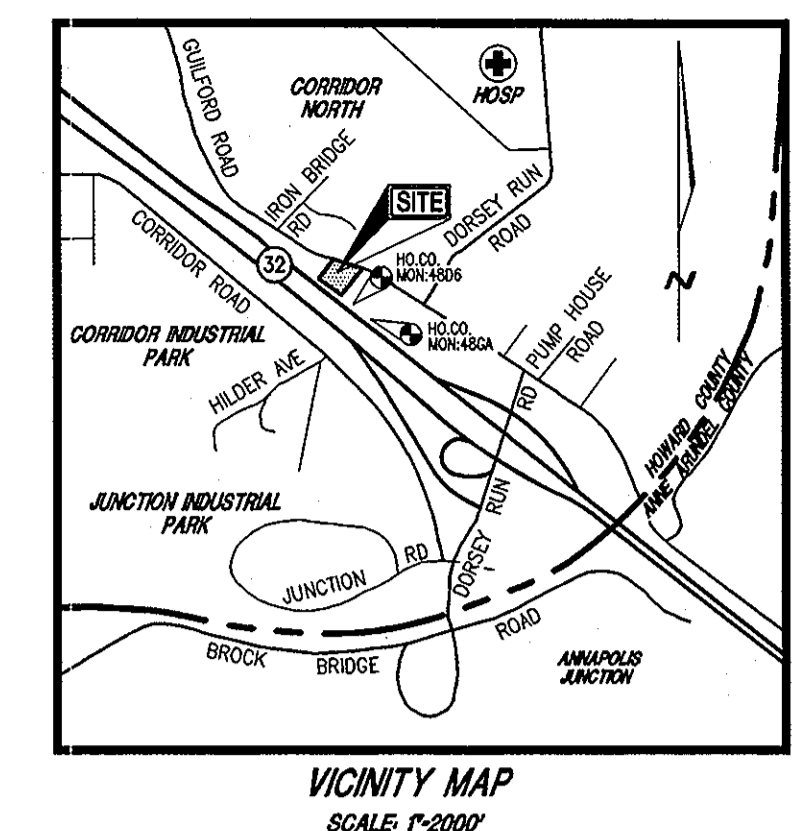 GUILFORD ROAD
CORRIDOR
NORTH
HOSP
IRON BRIDGE
RD
SITE
DORSEY RUN
ROAD
32
HO.CO.
MON:48D6
CORRIDOR ROAD
HO.CO.
MON:48GA
PUMP HOUSE
ROAD
N
CORRIDOR INDUSTRIAL
PARK
HILDER AVE
RD
HOWARD COUNTY
ANNE ARUNDEL COUNTY
JUNCTION INDUSTRIAL
PARK
DORSEY RUN
JUNCTION
RD
BROCK
BRIDGE
ROAD
ANNAPOLIS
JUNCTION
VICINITY MAP
SCALE: 1"=2000'